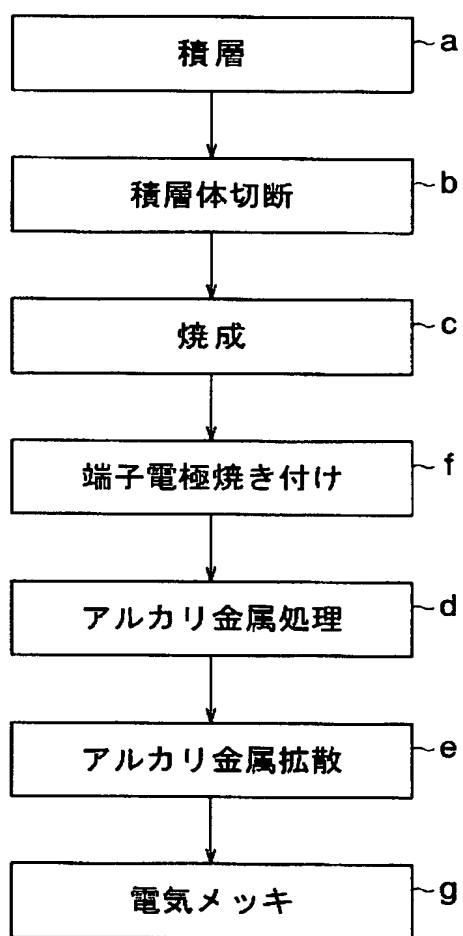 積層 a
積層体切断 b
焼成 c
端子電極焼き付け f
アルカリ金属処理 d
アルカリ金属拡散 e
電気メッキ g